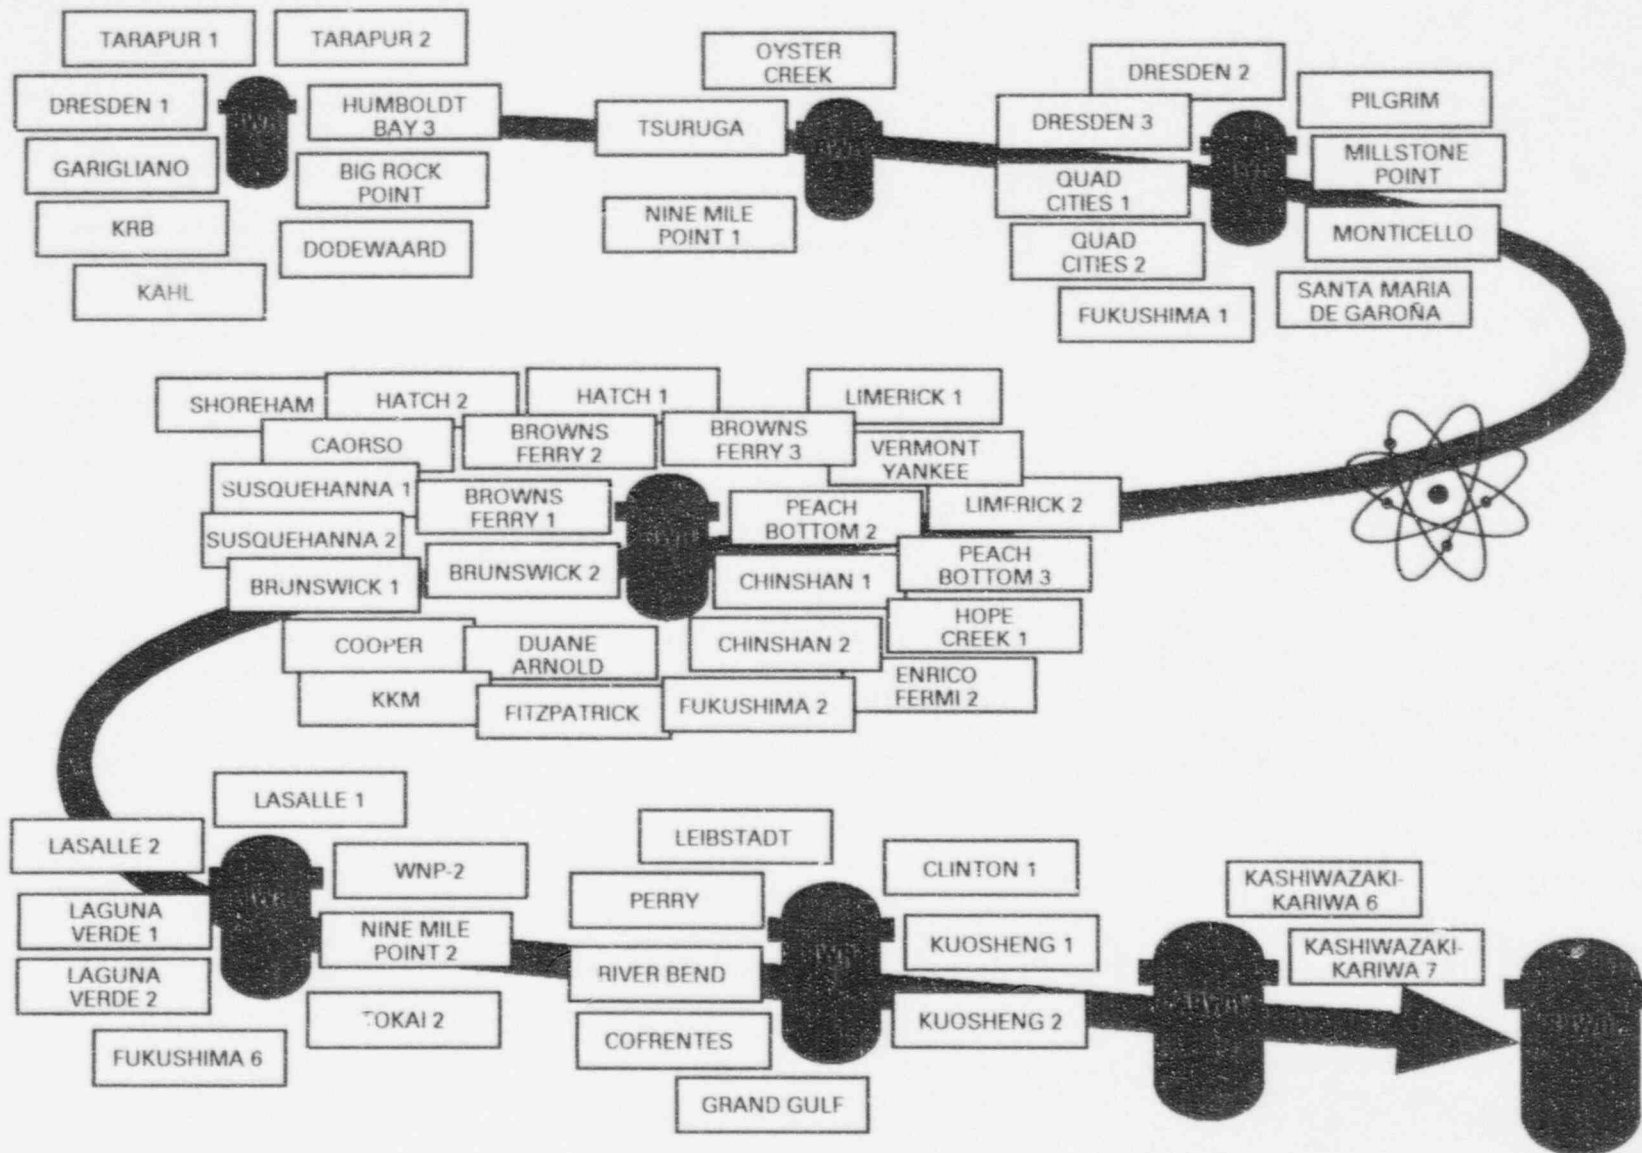 TARAPUR 1
TARAPUR 2
DRESDEN 1
HUMBOLDT
BAY 3
GARIGLIANO
BIG ROCK
POINT
KRB
DODEWAARD
KAHL
OYSTER
CREEK
TSURUGA
NINE MILE
POINT 1
DRESDEN 2
DRESDEN 3
PILGRIM
QUAD
CITIES 1
MILLSTONE
POINT
QUAD
CITIES 2
MONTICELLO
FUKUSHIMA 1
SANTA MARIA
DE GAROÑA
SHOREHAM
HATCH 2
HATCH 1
LIMERICK 1
CAORSO
BROWNS
FERRY 2
BROWNS
FERRY 3
VERMONT
YANKEE
SUSQUEHANNA 1
BROWNS
FERRY 1
PEACH
BOTTOM 2
LIMERICK 2
SUSQUEHANNA 2
BRUNSWICK 1
BRUNSWICK 2
CHINSHAN 1
PEACH
BOTTOM 3
COOPER
DUANE
ARNOLD
CHINSHAN 2
HOPE
CREEK 1
KKM
FITZPATRICK
FUKUSHIMA 2
ENRICO
FERMI 2
LASALLE 1
LASALLE 2
WNP-2
LAGUNA
VERDE 1
NINE MILE
POINT 2
LAGUNA
VERDE 2
TOKAI 2
FUKUSHIMA 6
LEIBSTADT
PERRY
CLINTON 1
RIVER BEND
KUOSHENG 1
COFRENTES
KUOSHENG 2
GRAND GULF
KASHIWAZAKI-
KARIWA 6
KASHIWAZAKI-
KARIWA 7